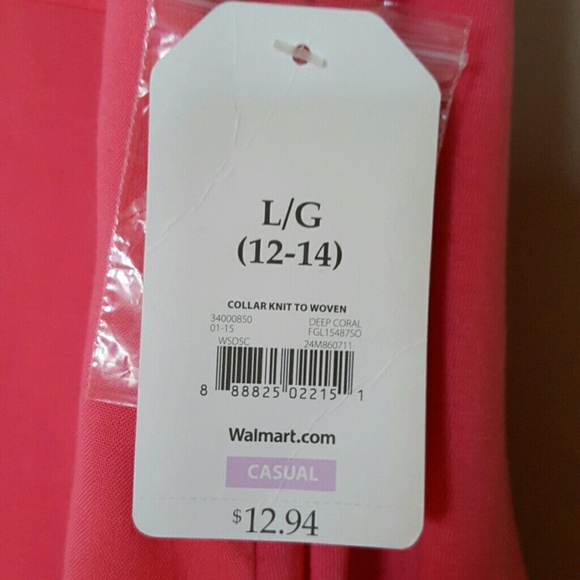 L/G
(12-14)
COLLAR KNIT TO WOVEN
34000850 DEEP CORAL
01-15 FGL15487SO
WSDSC 24M860711
8 88825 02215 1
Walmart.com
CASUAL
$12.94